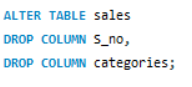 ALTER TABLE sales
DROP COLUMN S_no,
DROP COLUMN categories;